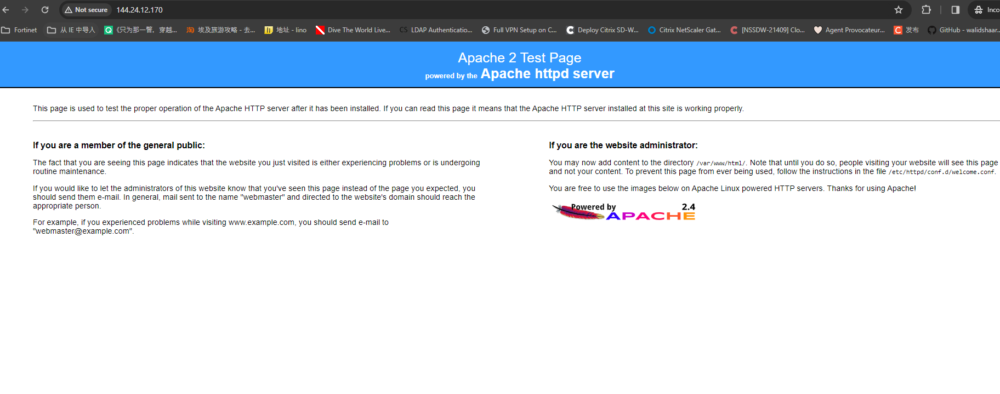 Not secure 144.24.12.170 Inco
Fortinet 从 IE 中导入 《只为那一瞥，穿越... 埃及旅游攻略 - 去... 地址 - lino Dive The World Live... CS LDAP Authenticatio... Full VPN Setup on C... Deploy Citrix SD-W... Citrix NetScaler Gat... [NSSDW-21409] Clo... Agent Provocateur... 发布 GitHub - walidshaar...
Apache 2 Test Page
powered by the Apache httpd server
This page is used to test the proper operation of the Apache HTTP server after it has been installed. If you can read this page it means that the Apache HTTP server installed at this site is working properly.
If you are a member of the general public:
The fact that you are seeing this page indicates that the website you just visited is either experiencing problems or is undergoing
routine maintenance.
If you would like to let the administrators of this website know that you've seen this page instead of the page you expected, you
should send them e-mail. In general, mail sent to the name "webmaster" and directed to the website's domain should reach the
appropriate person.
For example, if you experienced problems while visiting www.example.com, you should send e-mail to
"webmaster@example.com".
If you are the website administrator:
You may now add content to the directory /var/www/html/. Note that until you do so, people visiting your website will see this page
and not your content. To prevent this page from ever being used, follow the instructions in the file /etc/httpd/conf.d/welcome.conf.
You are free to use the images below on Apache Linux powered HTTP servers. Thanks for using Apache!
Powered by 2.4
APACHE